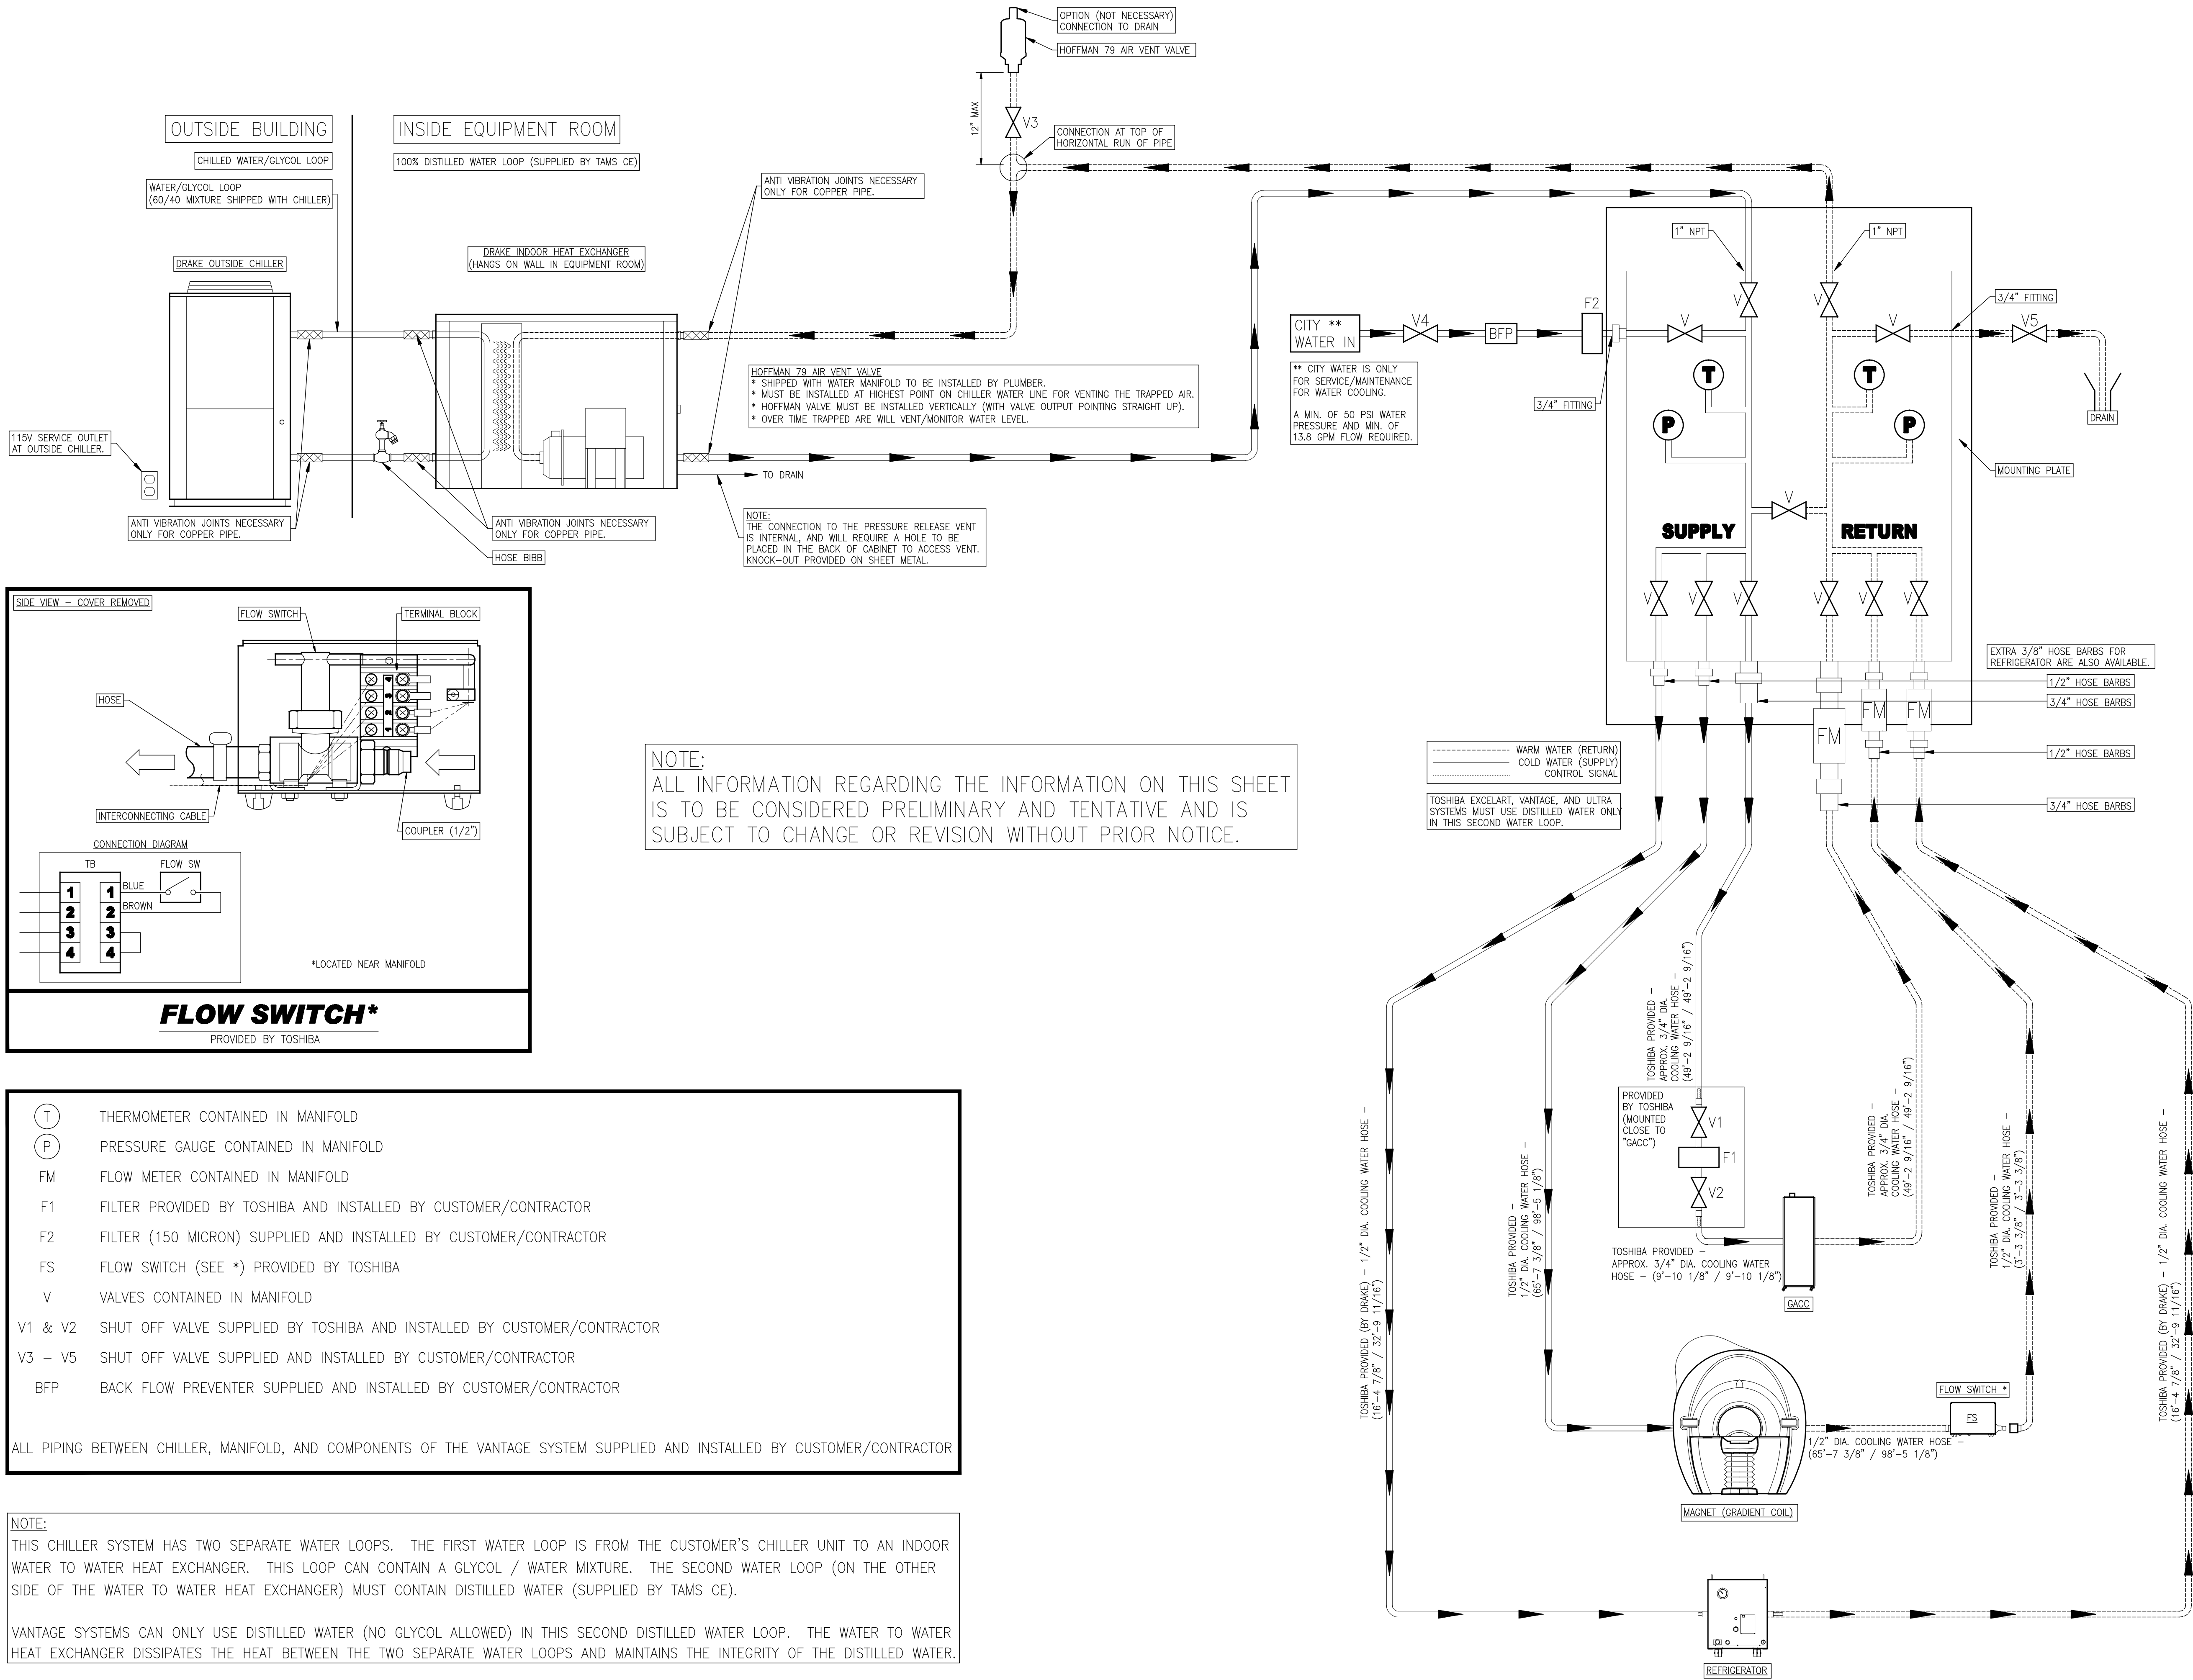 OPTION (NOT NECESSARY)
CONNECTION TO DRAIN
HOFFMAN 79 AIR VENT VALVE
12" MAX
V3
CONNECTION AT TOP OF
HORIZONTAL RUN OF PIPE
OUTSIDE BUILDING
INSIDE EQUIPMENT ROOM
CHILLED WATER/GLYCOL LOOP
100% DISTILLED WATER LOOP (SUPPLIED BY TAMS CE)
WATER/GLYCOL LOOP
(60/40 MIXTURE SHIPPED WITH CHILLER)
ANTI VIBRATION JOINTS NECESSARY
ONLY FOR COPPER PIPE.
DRAKE OUTSIDE CHILLER
DRAKE INDOOR HEAT EXCHANGER
(HANGS ON WALL IN EQUIPMENT ROOM)
1" NPT
1" NPT
V
V
F2
3/4" FITTING
CITY **
WATER IN
V4
BFP
V
V
V5
** CITY WATER IS ONLY
FOR SERVICE/MAINTENANCE
FOR WATER COOLING.
A MIN. OF 50 PSI WATER
PRESSURE AND MIN. OF
13.8 GPM FLOW REQUIRED.
3/4" FITTING
T
T
P
P
DRAIN
MOUNTING PLATE
HOFFMAN 79 AIR VENT VALVE
* SHIPPED WITH WATER MANIFOLD TO BE INSTALLED BY PLUMBER.
* MUST BE INSTALLED AT HIGHEST POINT ON CHILLER WATER LINE FOR VENTING THE TRAPPED AIR.
* HOFFMAN VALVE MUST BE INSTALLED VERTICALLY (WITH VALVE OUTPUT POINTING STRAIGHT UP).
* OVER TIME TRAPPED ARE WILL VENT/MONITOR WATER LEVEL.
115V SERVICE OUTLET
AT OUTSIDE CHILLER.
TO DRAIN
ANTI VIBRATION JOINTS NECESSARY
ONLY FOR COPPER PIPE.
ANTI VIBRATION JOINTS NECESSARY
ONLY FOR COPPER PIPE.
HOSE BIBB
NOTE:
THE CONNECTION TO THE PRESSURE RELEASE VENT
IS INTERNAL, AND WILL REQUIRE A HOLE TO BE
PLACED IN THE BACK OF CABINET TO ACCESS VENT.
KNOCK-OUT PROVIDED ON SHEET METAL.
V
SUPPLY
RETURN
V
V
V
V
V
V
EXTRA 3/8" HOSE BARBS FOR
REFRIGERATOR ARE ALSO AVAILABLE.
1/2" HOSE BARBS
3/4" HOSE BARBS
FM
FM
FM
1/2" HOSE BARBS
3/4" HOSE BARBS
WARM WATER (RETURN)
COLD WATER (SUPPLY)
CONTROL SIGNAL
TOSHIBA EXCELART, VANTAGE, AND ULTRA
SYSTEMS MUST USE DISTILLED WATER ONLY
IN THIS SECOND WATER LOOP.
SIDE VIEW - COVER REMOVED
FLOW SWITCH
TERMINAL BLOCK
4
3
2
1
HOSE
INTERCONNECTING CABLE
COUPLER (1/2")
CONNECTION DIAGRAM
TB
FLOW SW
1
1
BLUE
2
2
BROWN
3
3
4
4
*LOCATED NEAR MANIFOLD
FLOW SWITCH*
PROVIDED BY TOSHIBA
NOTE:
ALL INFORMATION REGARDING THE INFORMATION ON THIS SHEET
IS TO BE CONSIDERED PRELIMINARY AND TENTATIVE AND IS
SUBJECT TO CHANGE OR REVISION WITHOUT PRIOR NOTICE.
T THERMOMETER CONTAINED IN MANIFOLD
P PRESSURE GAUGE CONTAINED IN MANIFOLD
FM FLOW METER CONTAINED IN MANIFOLD
F1 FILTER PROVIDED BY TOSHIBA AND INSTALLED BY CUSTOMER/CONTRACTOR
F2 FILTER (150 MICRON) SUPPLIED AND INSTALLED BY CUSTOMER/CONTRACTOR
FS FLOW SWITCH (SEE *) PROVIDED BY TOSHIBA
V VALVES CONTAINED IN MANIFOLD
V1 & V2 SHUT OFF VALVE SUPPLIED BY TOSHIBA AND INSTALLED BY CUSTOMER/CONTRACTOR
V3 - V5 SHUT OFF VALVE SUPPLIED AND INSTALLED BY CUSTOMER/CONTRACTOR
BFP BACK FLOW PREVENTER SUPPLIED AND INSTALLED BY CUSTOMER/CONTRACTOR
ALL PIPING BETWEEN CHILLER, MANIFOLD, AND COMPONENTS OF THE VANTAGE SYSTEM SUPPLIED AND INSTALLED BY CUSTOMER/CONTRACTOR
NOTE:
THIS CHILLER SYSTEM HAS TWO SEPARATE WATER LOOPS. THE FIRST WATER LOOP IS FROM THE CUSTOMER'S CHILLER UNIT TO AN INDOOR
WATER TO WATER HEAT EXCHANGER. THIS LOOP CAN CONTAIN A GLYCOL / WATER MIXTURE. THE SECOND WATER LOOP (ON THE OTHER
SIDE OF THE WATER TO WATER HEAT EXCHANGER) MUST CONTAIN DISTILLED WATER (SUPPLIED BY TAMS CE).
VANTAGE SYSTEMS CAN ONLY USE DISTILLED WATER (NO GLYCOL ALLOWED) IN THIS SECOND DISTILLED WATER LOOP. THE WATER TO WATER
HEAT EXCHANGER DISSIPATES THE HEAT BETWEEN THE TWO SEPARATE WATER LOOPS AND MAINTAINS THE INTEGRITY OF THE DISTILLED WATER.
TOSHIBA PROVIDED (BY DRAKE) - 1/2" DIA. COOLING WATER HOSE -
(16'-4 7/8" / 32'-9 11/16")
TOSHIBA PROVIDED -
1/2" DIA. COOLING WATER HOSE -
(65'-7 3/8" / 98'-5 1/8")
TOSHIBA PROVIDED -
APPROX. 3/4" DIA.
COOLING WATER HOSE -
(49'-2 9/16" / 49'-2 9/16")
PROVIDED
BY TOSHIBA
(MOUNTED
CLOSE TO
"GACC")
V1
F1
V2
TOSHIBA PROVIDED -
APPROX. 3/4" DIA. COOLING WATER
HOSE - (9'-10 1/8" / 9'-10 1/8")
GACC
TOSHIBA PROVIDED -
APPROX. 3/4" DIA.
COOLING WATER HOSE -
(49'-2 9/16" / 49'-2 9/16")
TOSHIBA PROVIDED -
1/2" DIA. COOLING WATER HOSE -
(3'-3 3/8" / 3'-3 3/8")
TOSHIBA PROVIDED (BY DRAKE) - 1/2" DIA. COOLING WATER HOSE -
(16'-4 7/8" / 32'-9 11/16")
FLOW SWITCH *
FS
1/2" DIA. COOLING WATER HOSE -
(65'-7 3/8" / 98'-5 1/8")
MAGNET (GRADIENT COIL)
REFRIGERATOR